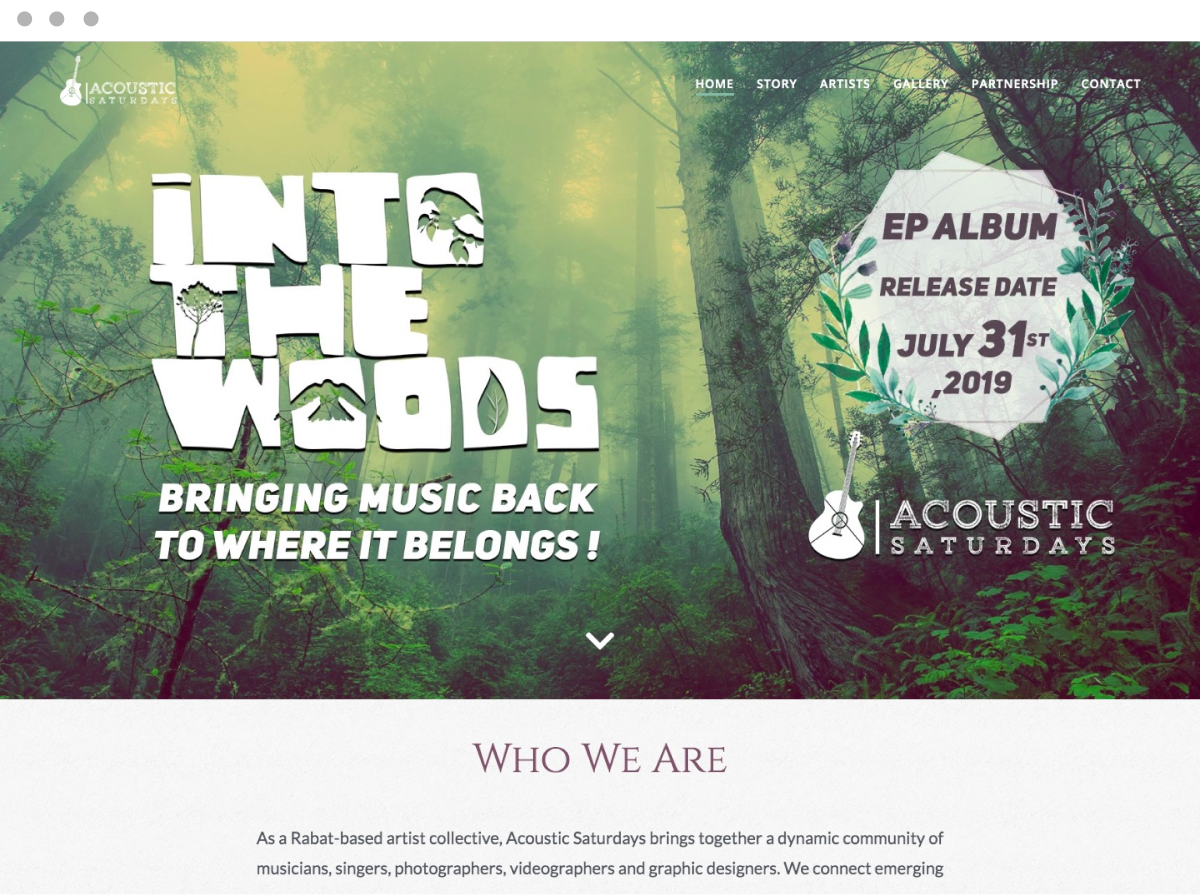 ACOUSTIC
SATURDAYS
HOME STORY ARTISTS GALLERY PARTNERSHIP CONTACT
INTO
THE
WOODS
BRINGING MUSIC BACK
TO WHERE IT BELONGS !
EP ALBUM
RELEASE DATE
JULY 31ST
,2019
ACOUSTIC
SATURDAYS
WHO WE ARE
As a Rabat-based artist collective, Acoustic Saturdays brings together a dynamic community of
musicians, singers, photographers, videographers and graphic designers. We connect emerging